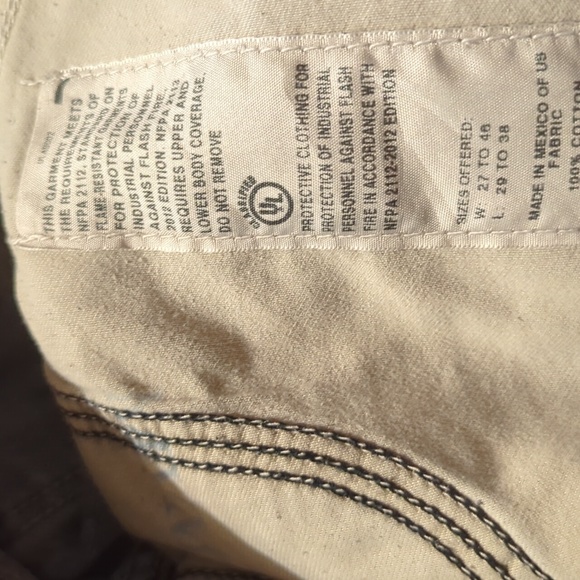 THIS GARMENT MEETS
THE REQUIREMENTS OF
NFPA 2112, STANDARD ON
FLAME-RESISTANT GARMENTS
FOR PROTECTION OF
INDUSTRIAL PERSONNEL
AGAINST FLASH FIRE,
2012 EDITION. NFPA 2113
REQUIRES UPPER AND
LOWER BODY COVERAGE.
DO NOT REMOVE
CLASSIFIED
UL
PROTECTIVE CLOTHING FOR
PROTECTION OF INDUSTRIAL
PERSONNEL AGAINST FLASH
FIRE IN ACCORDANCE WITH
NFPA 2112-2012 EDITION
SIZES OFFERED:
W 27 TO 48
L: 29 TO 38
MADE IN MEXICO OF US
FABRIC
100% COTTON